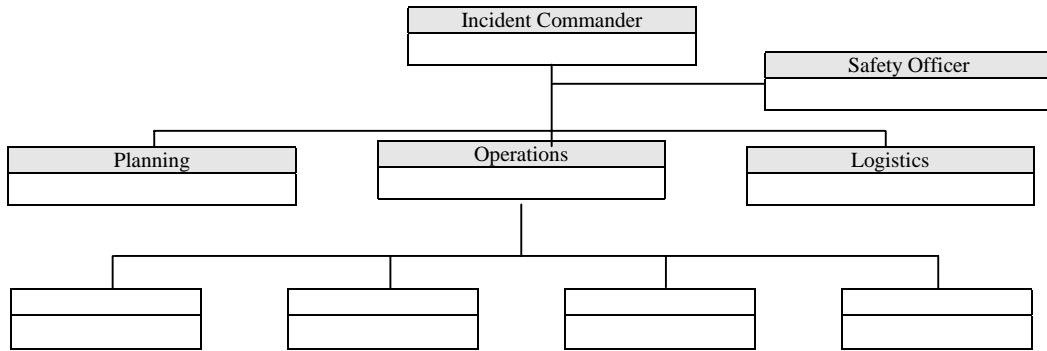 Incident Commander
Safety Officer
Planning
Operations
Logistics